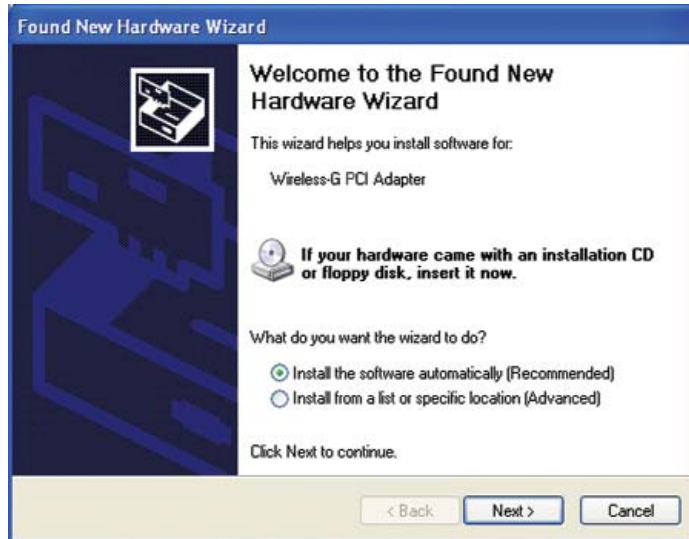 Found New Hardware Wizard
Welcome to the Found New
Hardware Wizard
This wizard helps you install software for:
Wireless-G PCI Adapter
If your hardware came with an installation CD
or floppy disk, insert it now.
What do you want the wizard to do?
Install the software automatically (Recommended)
Install from a list or specific location (Advanced)
Click Next to continue.
< Back
Next >
Cancel